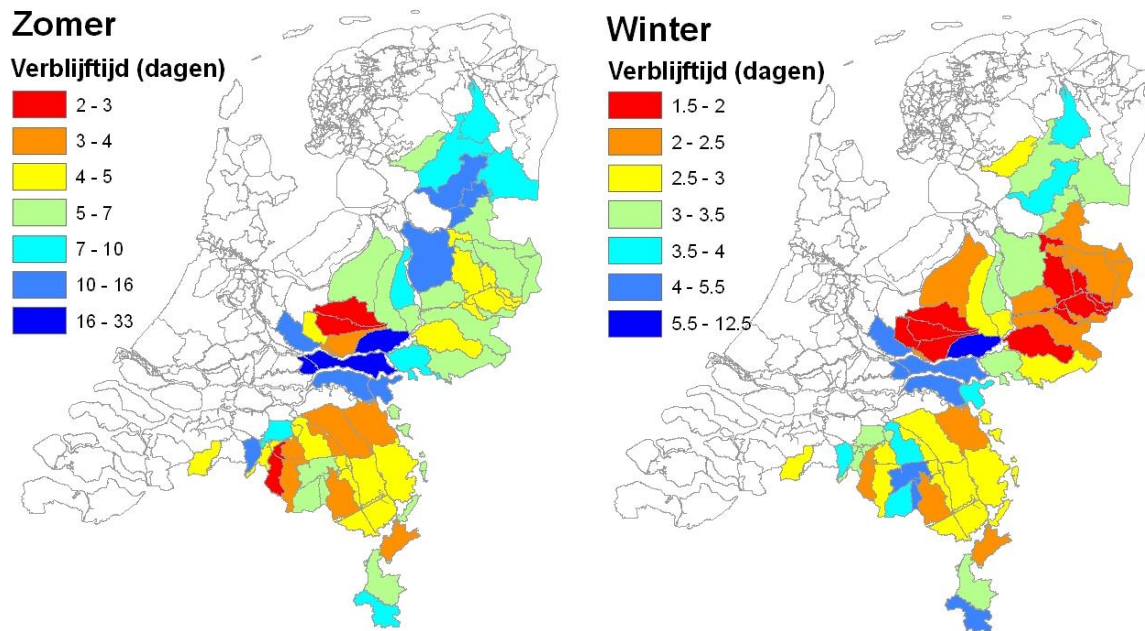 Zomer
Verblijftijd (dagen)
2 - 3
3 - 4
4 - 5
5 - 7
7 - 10
10 - 16
16 - 33
Winter
Verblijftijd (dagen)
1.5 - 2
2 - 2.5
2.5 - 3
3 - 3.5
3.5 - 4
4 - 5.5
5.5 - 12.5